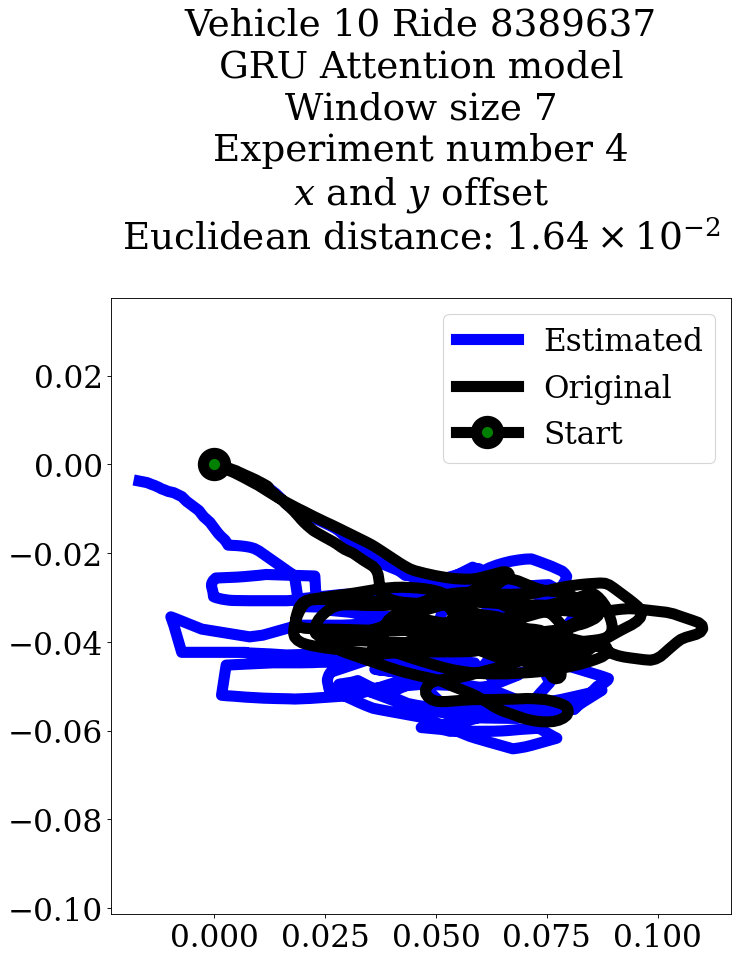 Vehicle 10 Ride 8389637
GRU Attention model
Window size 7
Experiment number 4
x and y offset
Euclidean distance: 1.64 × 10⁻²
Estimated
Original
Start
0.02
0.00
−0.02
−0.04
−0.06
−0.08
−0.10
0.000 0.025 0.050 0.075 0.100